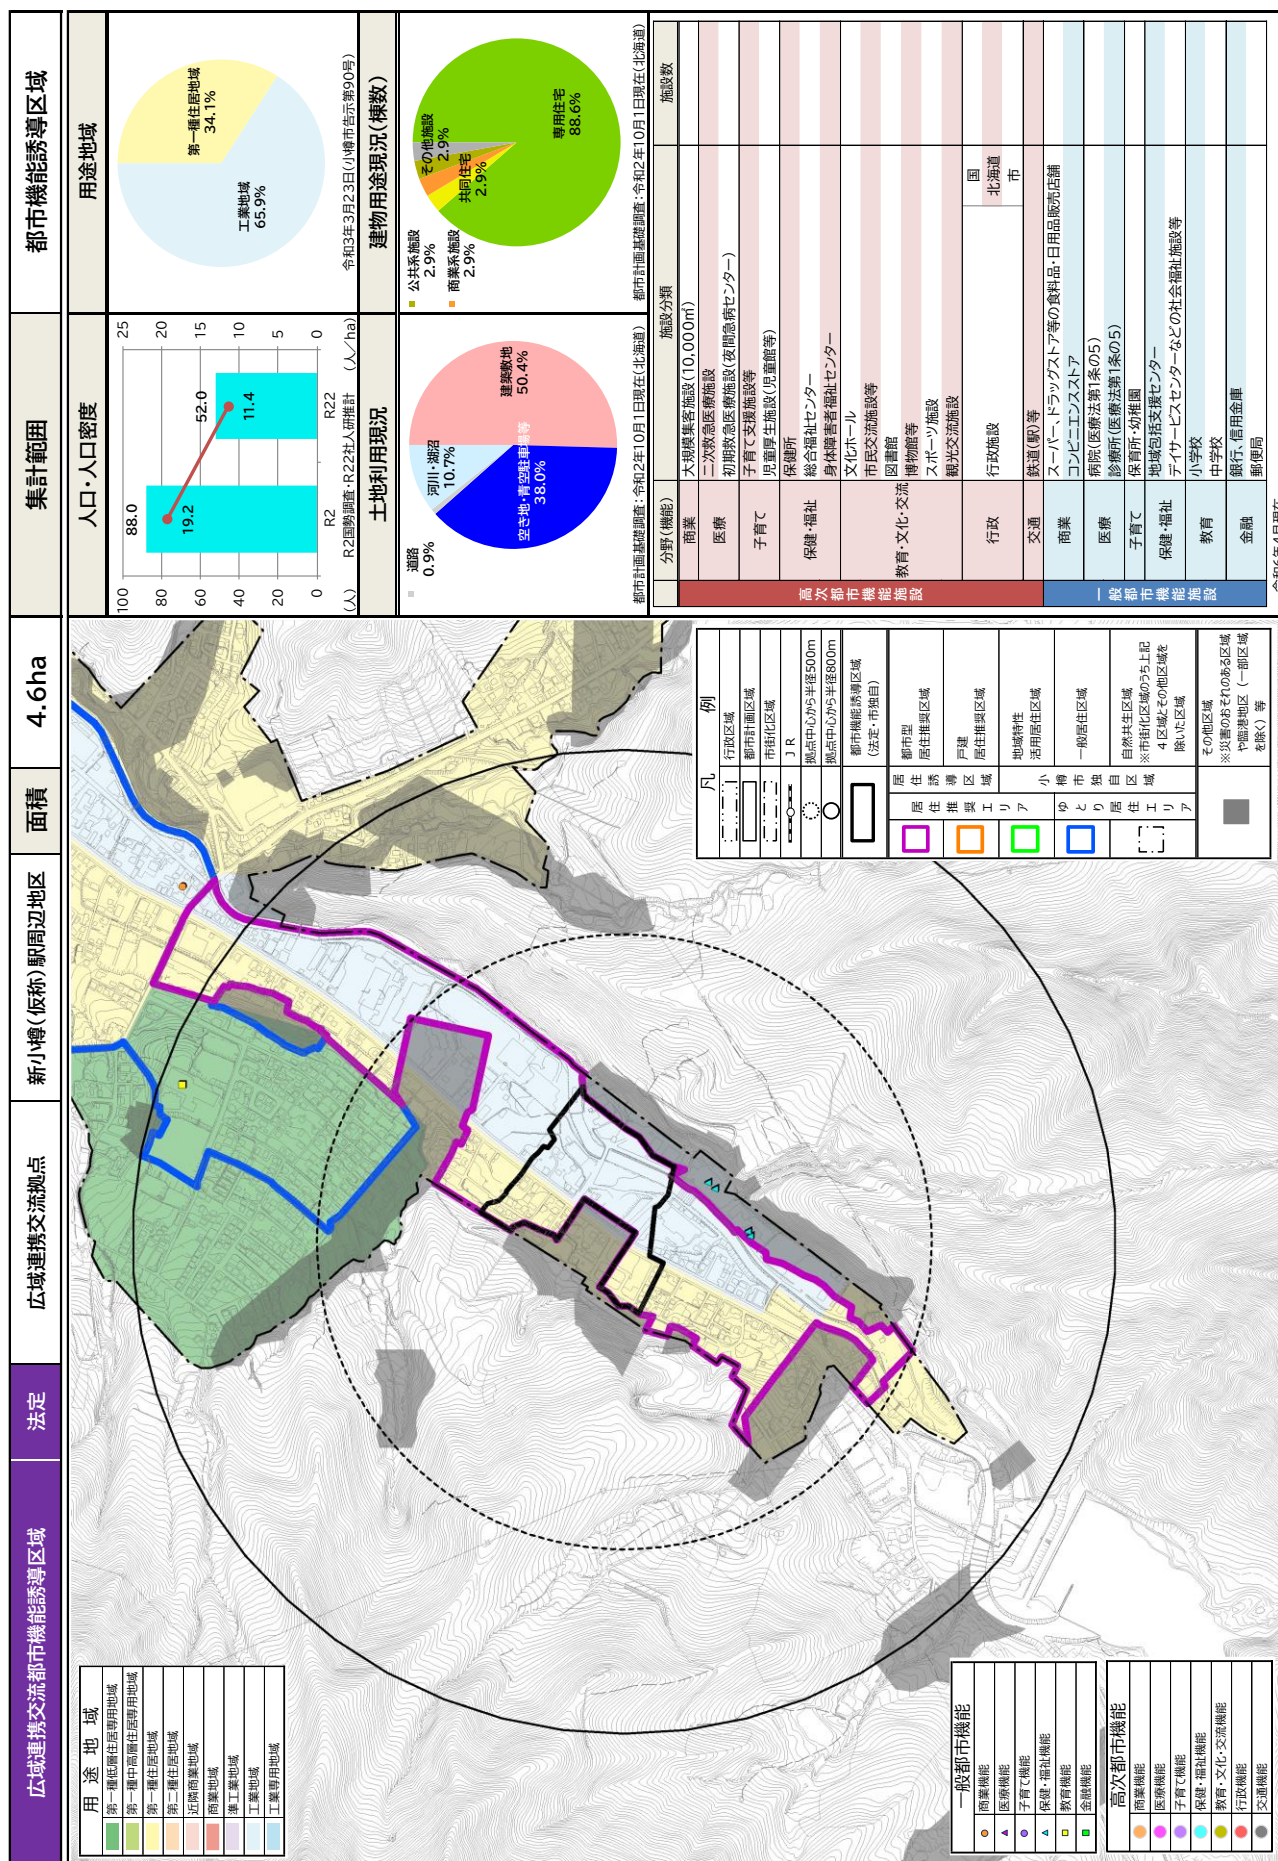 広域連携交流都市機能誘導区域
法定
広域連携交流拠点
新小樽(仮称)駅周辺地区
面積
4.6ha
集計範囲
都市機能誘導区域
用途地域
第一種低層住居専用地域
第一種中高層住居専用地域
第一種住居地域
第二種住居地域
近隣商業地域
商業地域
準工業地域
工業地域
工業専用地域
一般都市機能
商業機能
医療機能
子育て機能
保健・福祉機能
教育機能
金融機能
高次都市機能
商業機能
医療機能
子育て機能
保健・福祉機能
教育・文化・交流機能
行政機能
交通機能
凡例
行政区域
都市計画区域
市街化区域
JR
拠点中心から半径500m
拠点中心から半径800m
都市機能誘導区域
(法定・市独自)
居住推奨エリア
居住誘導区域
都市型
居住推奨区域
戸建
居住推奨区域
ゆとり居住エリア
小樽市独自区域
地域特性
活用居住区域
一般居住区域
自然共生区域
※市街化区域のうち上記
4区域とその他区域を
除いた区域
その他区域
※災害のおそれのある区域
や臨港地区(一部区域
を除く)等
人口・人口密度
100
80
60
40
20
0
(人)
88.0
52.0
19.2
11.4
R2
R22
25
20
15
10
5
0
(人/ha)
R2国勢調査・R22社人研推計
用途地域
第一種住居地域
34.1%
工業地域
65.9%
令和3年3月23日(小樽市告示第90号)
土地利用現況
道路
0.9%
河川・湖沼
10.7%
建築敷地
50.4%
空き地・青空駐車場等
38.0%
都市計画基礎調査:令和2年10月1日現在(北海道)
建物用途現況(棟数)
公共系施設
2.9%
商業系施設
2.9%
その他施設
2.9%
共同住宅
2.9%
専用住宅
88.6%
都市計画基礎調査:令和2年10月1日現在(北海道)
分野(機能)
施設分類
施設数
高次都市機能施設
商業
大規模集客施設(10,000㎡)
医療
二次救急医療施設
初期救急医療施設(夜間急病センター)
子育て
子育て支援施設等
児童厚生施設(児童館等)
保健・福祉
保健所
総合福祉センター
身体障害者福祉センター
教育・文化・交流
文化ホール
市民交流施設等
図書館
博物館等
スポーツ施設
観光交流施設
行政
行政施設
国
北海道
市
交通
鉄道(駅)等
一般都市機能施設
商業
スーパー、ドラッグストア等の食料品・日用品販売店舗
コンビニエンスストア
医療
病院(医療法第1条の5)
診療所(医療法第1条の5)
子育て
保育所・幼稚園
保健・福祉
地域包括支援センター
デイサービスセンターなどの社会福祉施設等
教育
小学校
中学校
金融
銀行、信用金庫
郵便局
令和6年4月現在